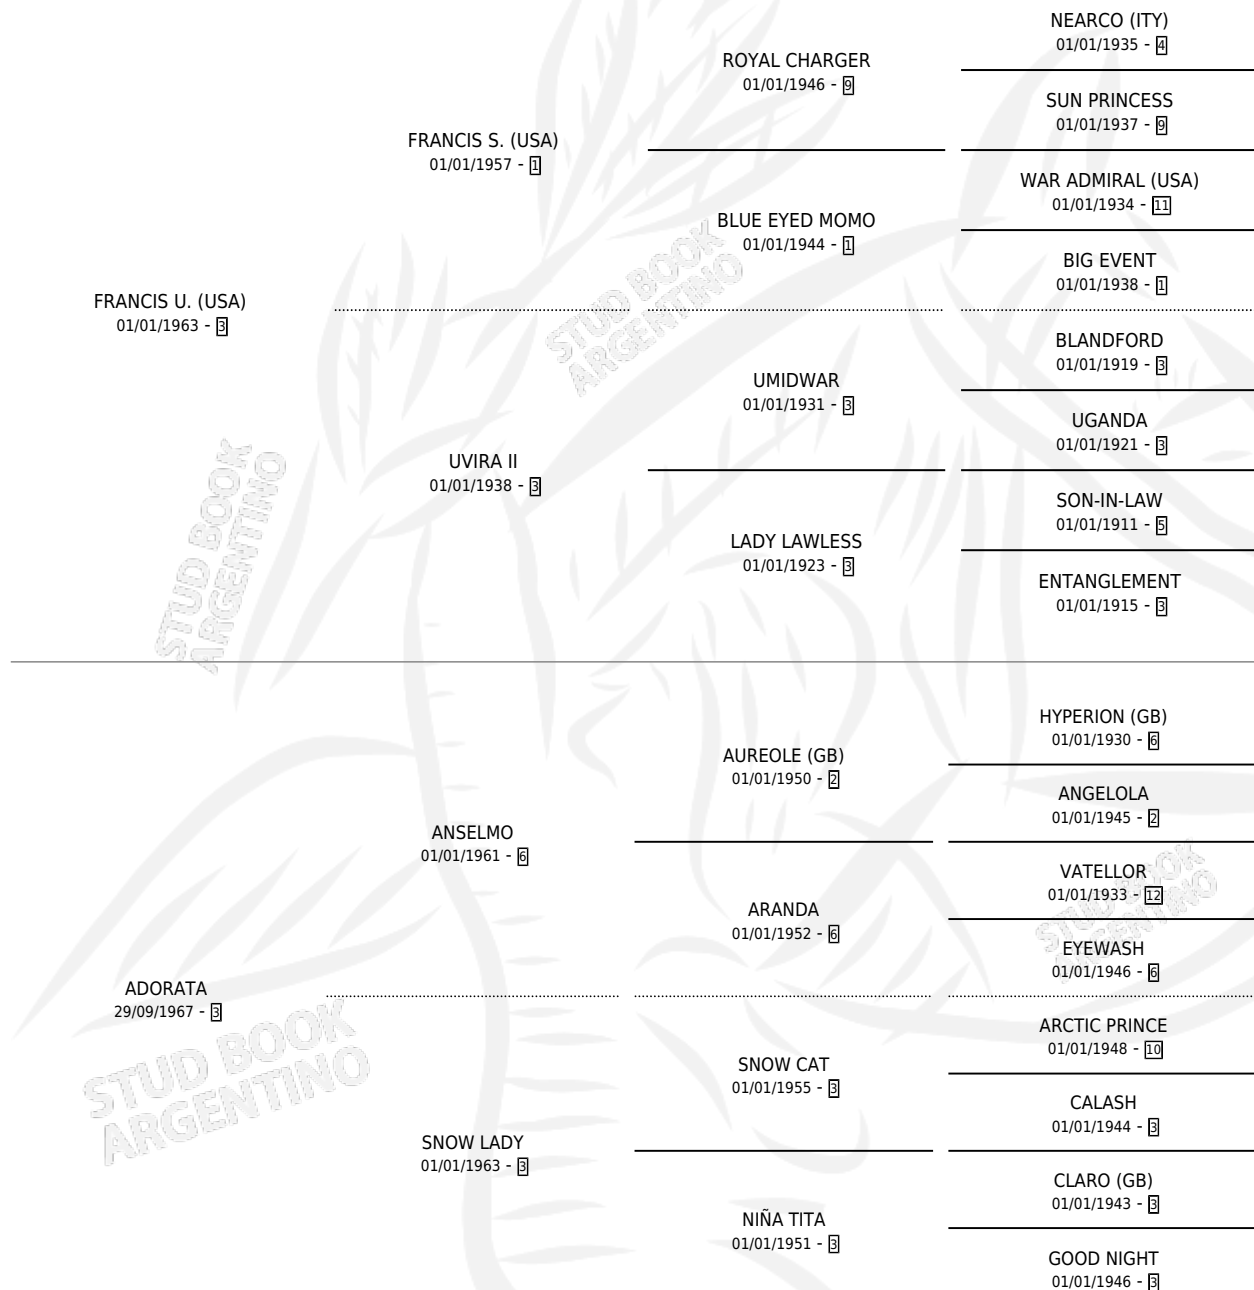 NEARCO (ITY)
01/01/1935 - 4
ROYAL CHARGER
01/01/1946 - 9
SUN PRINCESS
01/01/1937 - 9
FRANCIS S. (USA)
01/01/1957 - 1
WAR ADMIRAL (USA)
01/01/1934 - 11
BLUE EYED MOMO
01/01/1944 - 1
BIG EVENT
01/01/1938 - 1
FRANCIS U. (USA)
01/01/1963 - 3
STUD BOOK
ARGENTINO
BLANDFORD
01/01/1919 - 3
UMIDWAR
01/01/1931 - 3
UGANDA
01/01/1921 - 3
UVIRA II
01/01/1938 - 3
SON-IN-LAW
01/01/1911 - 5
LADY LAWLESS
01/01/1923 - 3
ENTANGLEMENT
01/01/1915 - 3
STUD BOOK
ARGENTINO
HYPERION (GB)
01/01/1930 - 6
AUREOLE (GB)
01/01/1950 - 2
ANGELOLA
01/01/1945 - 2
ANSELMO
01/01/1961 - 6
VATELLOR
01/01/1933 - 12
ARANDA
01/01/1952 - 6
EYEWASH
01/01/1946 - 6
STUD BOOK
ARGENTINO
ADORATA
29/09/1967 - 3
STUD BOOK
ARGENTINO
ARCTIC PRINCE
01/01/1948 - 10
SNOW CAT
01/01/1955 - 3
CALASH
01/01/1944 - 3
SNOW LADY
01/01/1963 - 3
CLARO (GB)
01/01/1943 - 3
NIÑA TITA
01/01/1951 - 3
GOOD NIGHT
01/01/1946 - 3